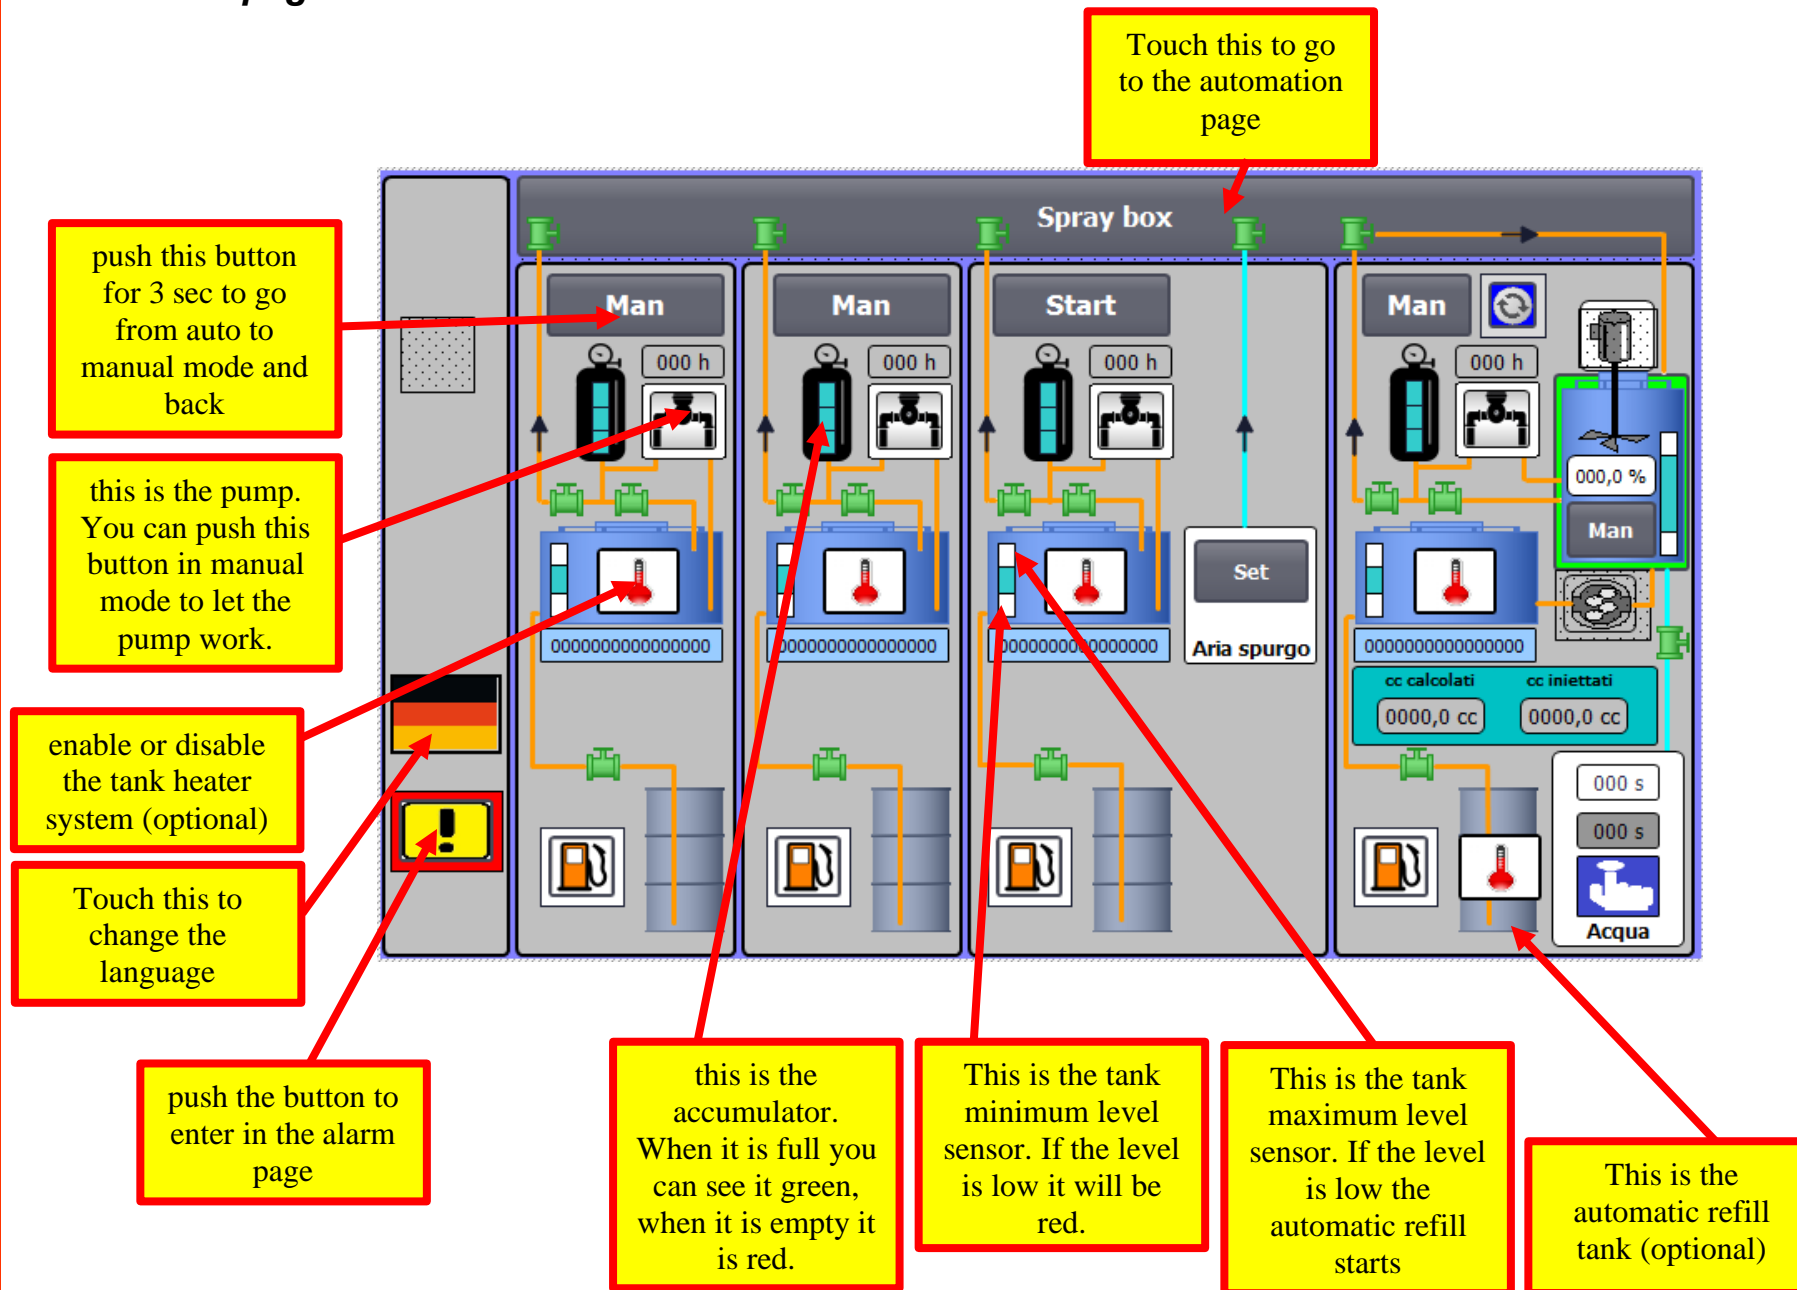 Touch this to go
to the automation
page
Spray box
push this button
for 3 sec to go
from auto to
manual mode and
back
Man
Man
Start
Man
000 h
000 h
000 h
000 h
this is the pump.
You can push this
button in manual
mode to let the
pump work.
000,0 %
Man
Set
Aria spurgo
0000000000000000
0000000000000000
0000000000000000
0000000000000000
cc calcolati
cc iniettati
0000,0 cc
0000,0 cc
enable or disable
the tank heater
system (optional)
000 s
000 s
Acqua
!
Touch this to
change the
language
push the button to
enter in the alarm
page
this is the
accumulator.
When it is full you
can see it green,
when it is empty it
is red.
This is the tank
minimum level
sensor. If the level
is low it will be
red.
This is the tank
maximum level
sensor. If the level
is low the
automatic refill
starts
This is the
automatic refill
tank (optional)